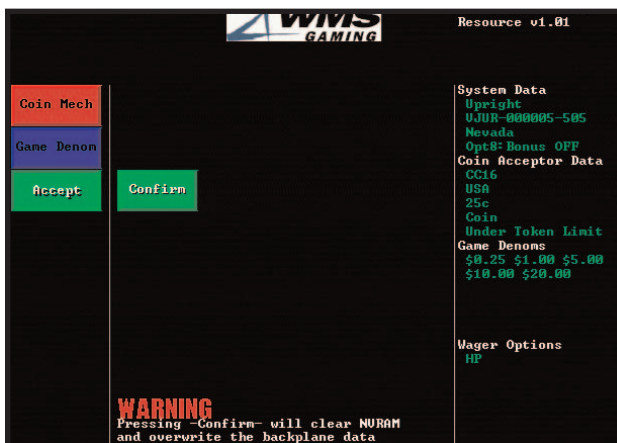 WMS
GAMING
Resource v1.01
Coin Mech
Game Denom
Accept
Confirm
System Data
Upright
VJUR-000005-505
Nevada
Opt8:Bonus OFF
Coin Acceptor Data
CC16
USA
25c
Coin
Under Token Limit
Game Denoms
$0.25 $1.00 $5.00
$10.00 $20.00
Wager Options
HP
WARNING
Pressing -Confirm- will clear NVRAM
and overwrite the backplane data